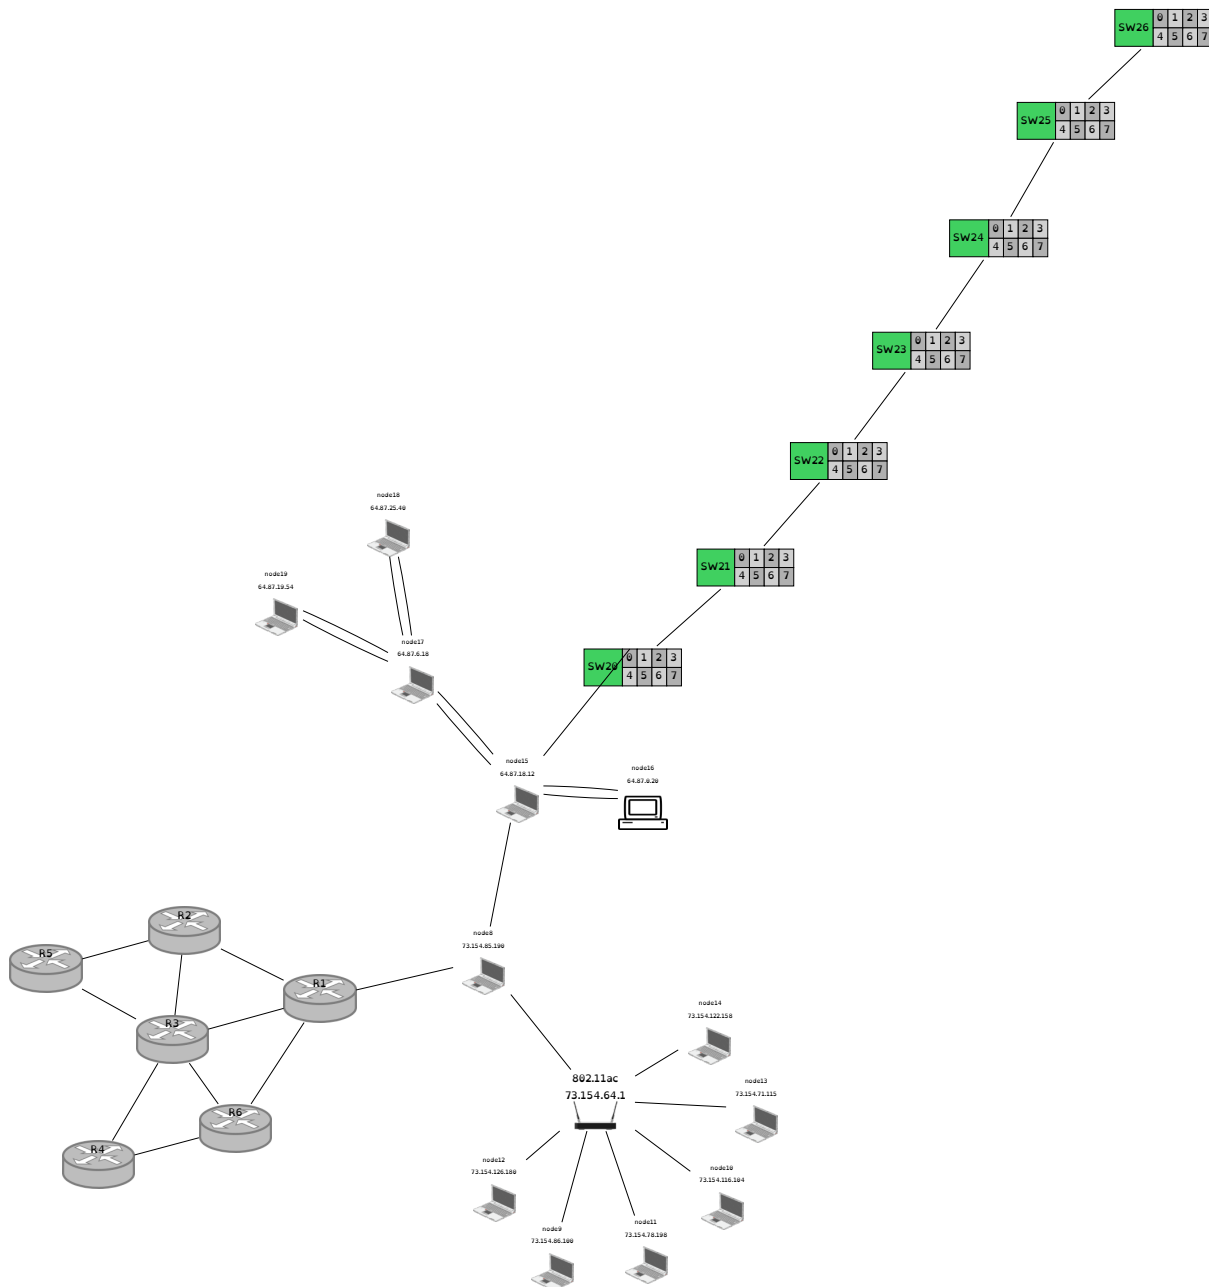 SW26
0 1 2 3
4 5 6 7
SW25
0 1 2 3
4 5 6 7
SW24
0 1 2 3
4 5 6 7
SW23
0 1 2 3
4 5 6 7
SW22
0 1 2 3
4 5 6 7
node18
64.87.25.40
SW21
0 1 2 3
4 5 6 7
node19
64.87.19.54
node17
64.87.6.18
SW20
0 1 2 3
4 5 6 7
node15
64.87.18.12
node16
64.87.0.20
R2
node8
73.154.85.190
R5
R1
R3
node14
73.154.122.158
802.11ac
73.154.64.1
node13
73.154.71.115
R6
R4
node12
73.154.126.180
node10
73.154.116.104
node9
73.154.86.100
node11
73.154.78.198